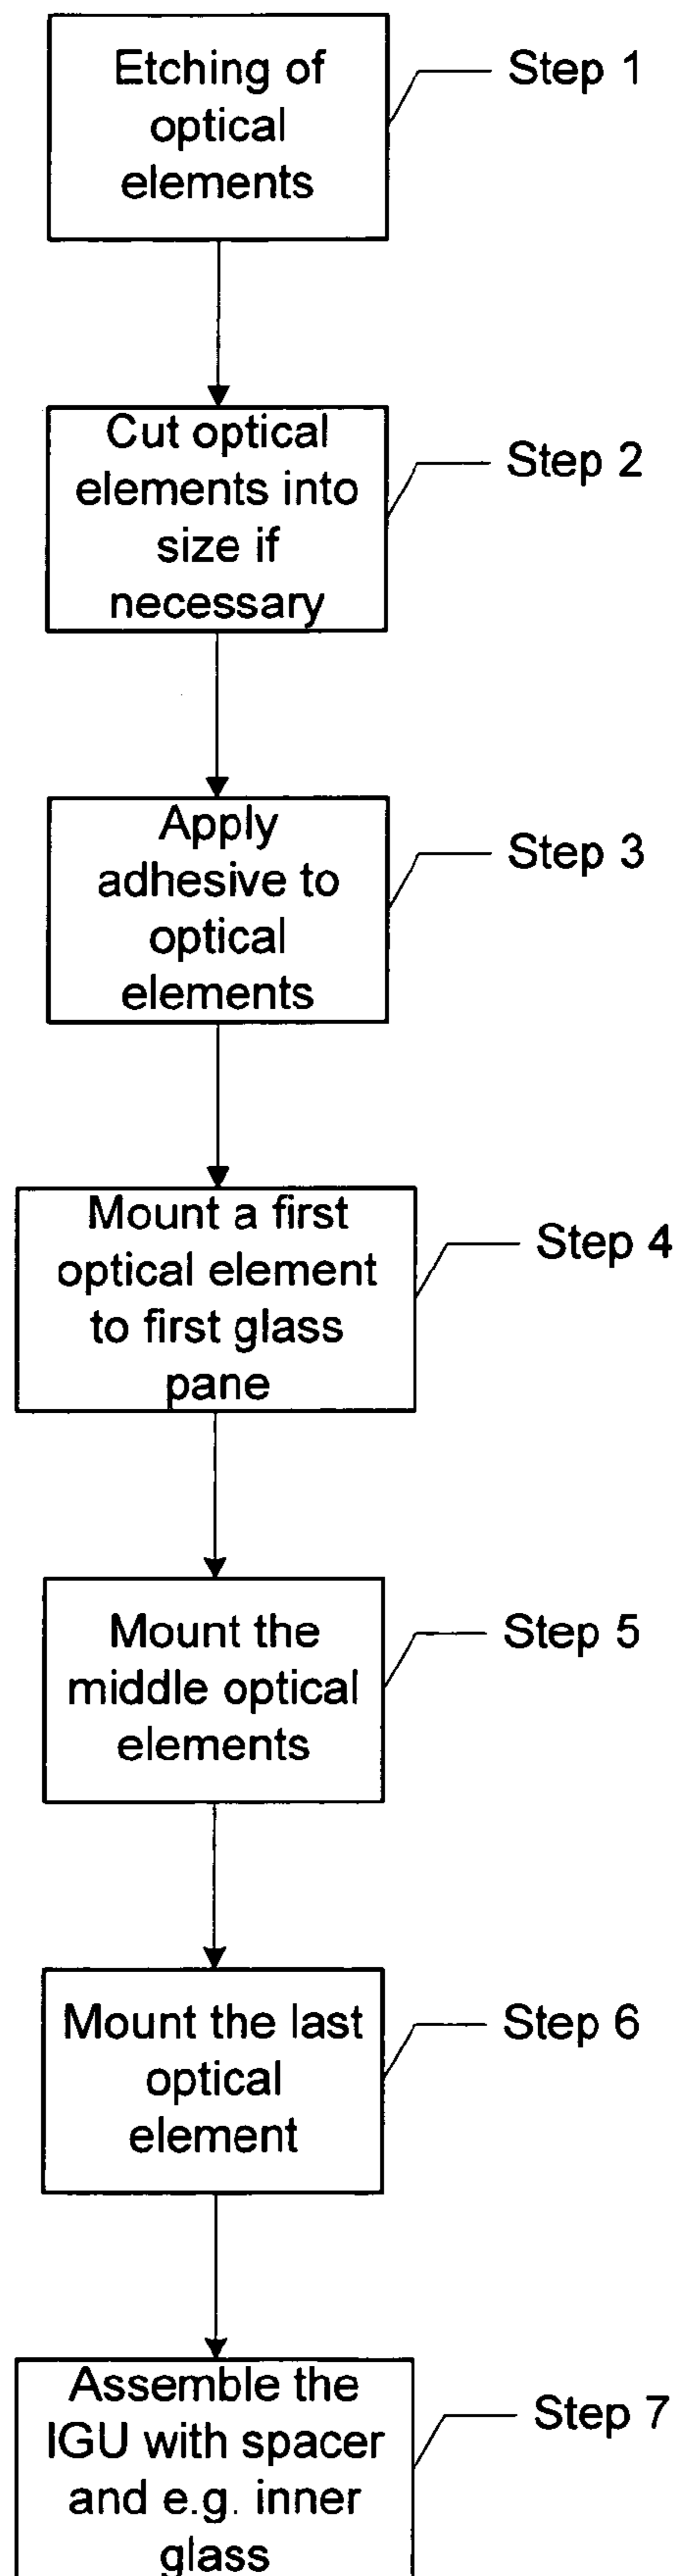 Etching of
optical
elements
Step 1
Cut optical
elements into
size if
necessary
Step 2
Apply
adhesive to
optical
elements
Step 3
Mount a first
optical element
to first glass
pane
Step 4
Mount the
middle optical
elements
Step 5
Mount the last
optical
element
Step 6
Assemble the
IGU with spacer
and e.g. inner
glass
Step 7